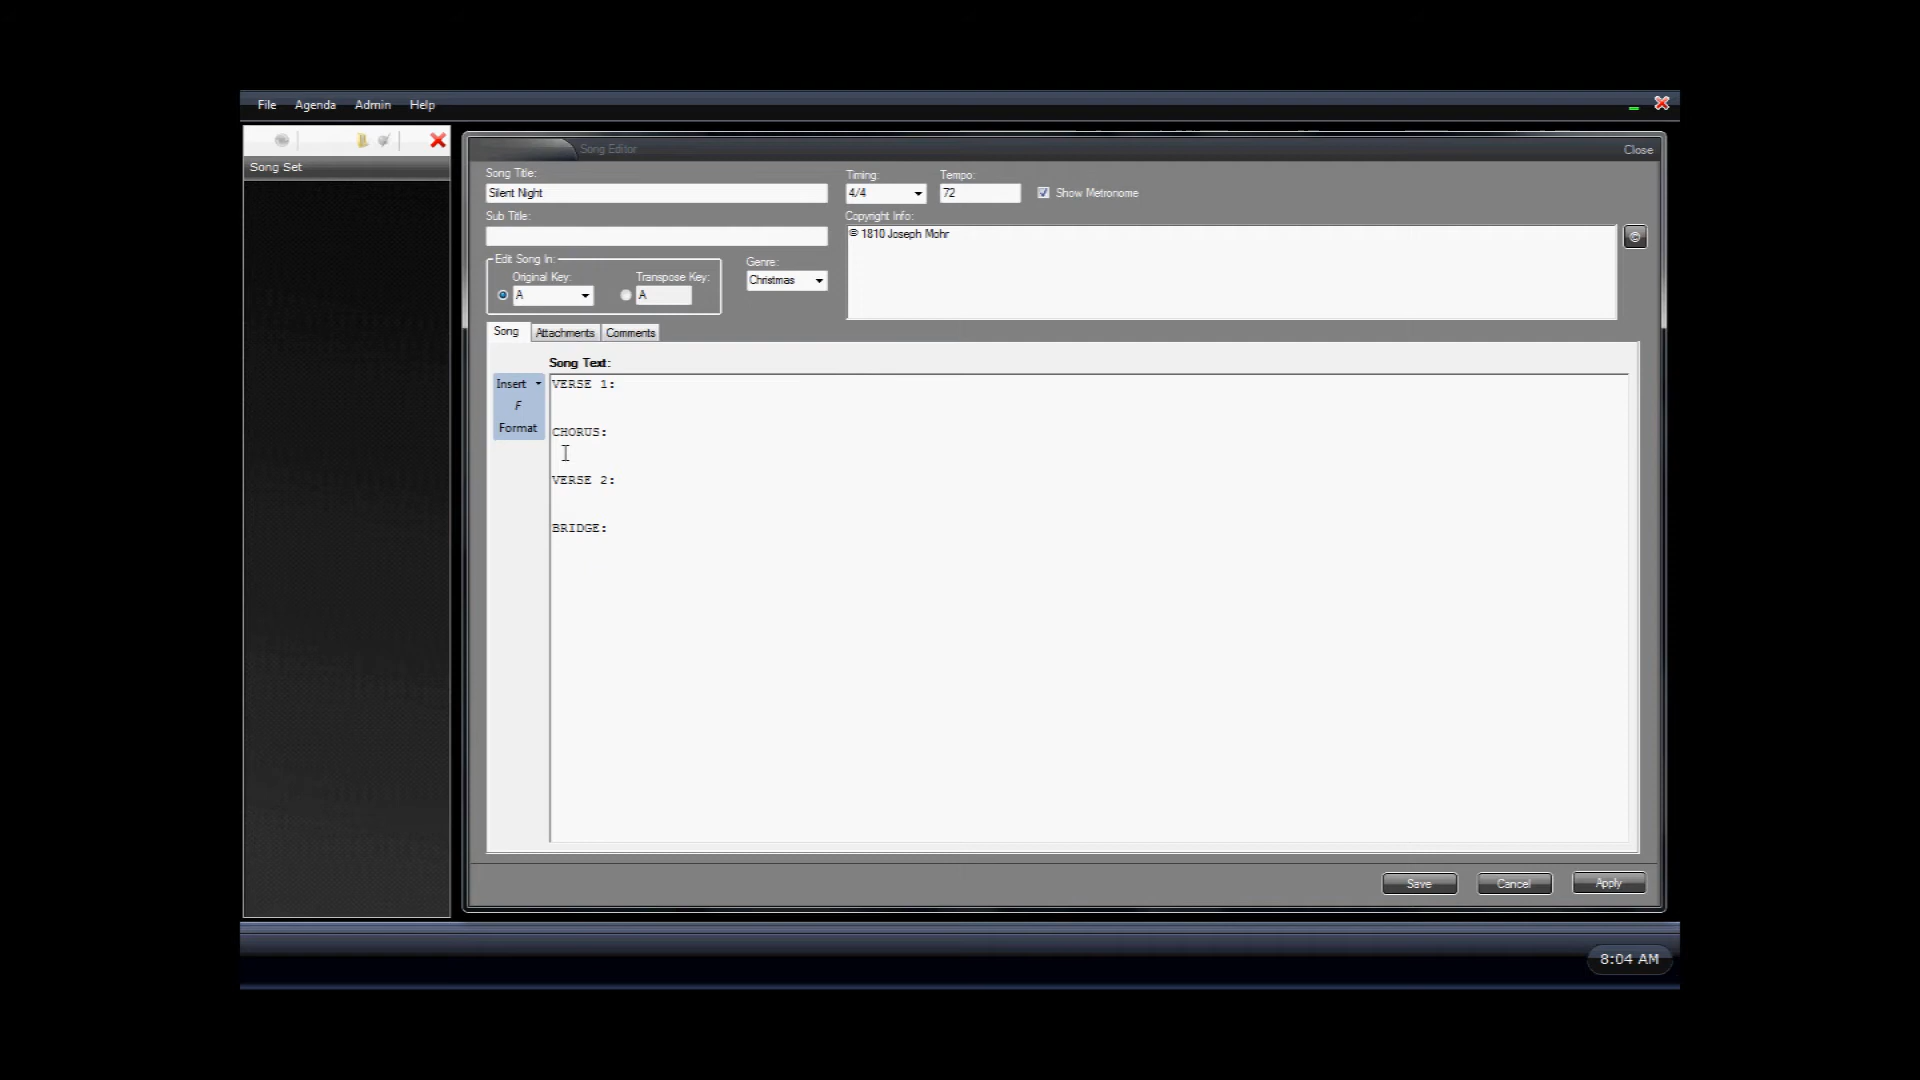 File Agenda Admin Help
Song Set
Song Editor
Close
Song Title:
Silent Night
Sub Title:
Timing:
4/4
Tempo:
72
Show Metronome
Copyright Info:
© 1810 Joseph Mohr
©
Edit Song In:
Original Key:
A
Transpose Key:
A
Genre:
Christmas
Song Attachments Comments
Song Text:
Insert
F
Format
VERSE 1:
CHORUS:
VERSE 2:
BRIDGE:
Save Cancel Apply
8:04 AM